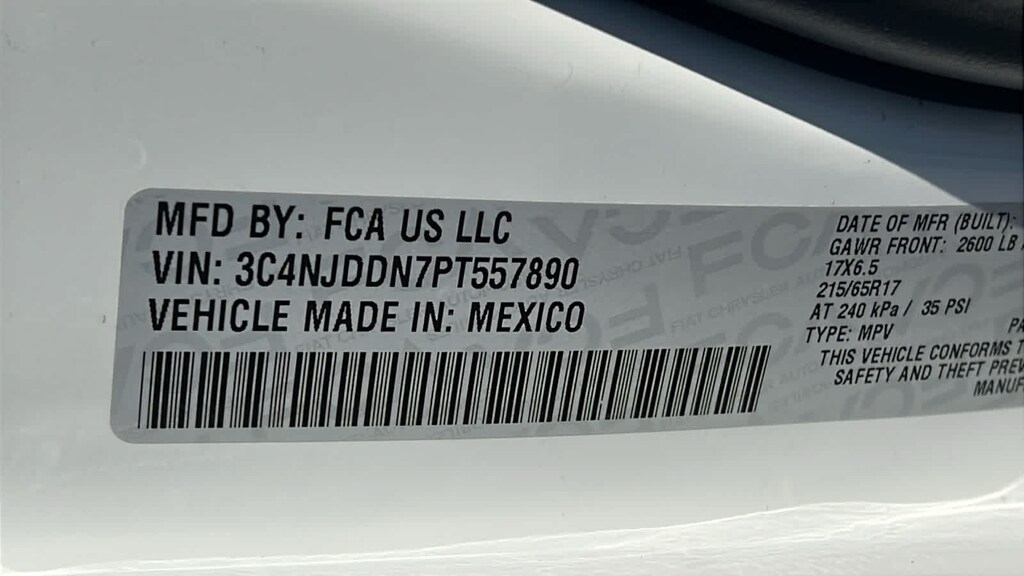 MFD BY: FCA US LLC
VIN: 3C4NJDDN7PT557890
VEHICLE MADE IN: MEXICO
DATE OF MFR (BUILT):
GAWR FRONT: 2600 LB
17X6.5
215/65R17
AT 240 kPa / 35 PSI
TYPE: MPV
THIS VEHICLE CONFORMS T
SAFETY AND THEFT PREV
MANUF